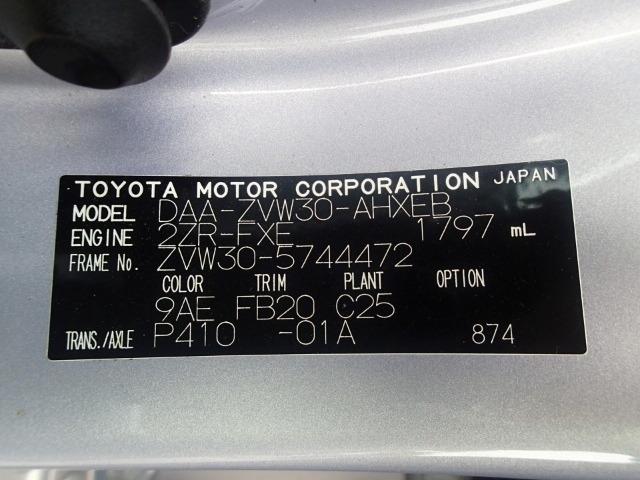 TOYOTA MOTOR CORPORATION JAPAN
MODEL DAA-ZVW30-AHXEB
ENGINE 2ZR-FXE 1797 mL
FRAME No. ZVW30-5744472
COLOR TRIM PLANT OPTION
9AE FB20 C25
TRANS./AXLE P410 -01A 874